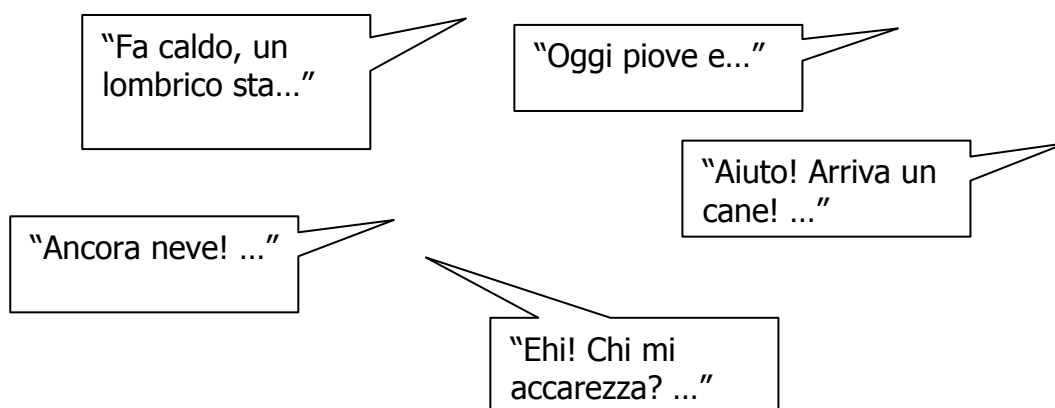 “Fa caldo, un
lombrico sta…”
“Oggi piove e…”
“Aiuto! Arriva un
cane! …”
“Ancora neve! …”
“Ehi! Chi mi
accarezza? …”